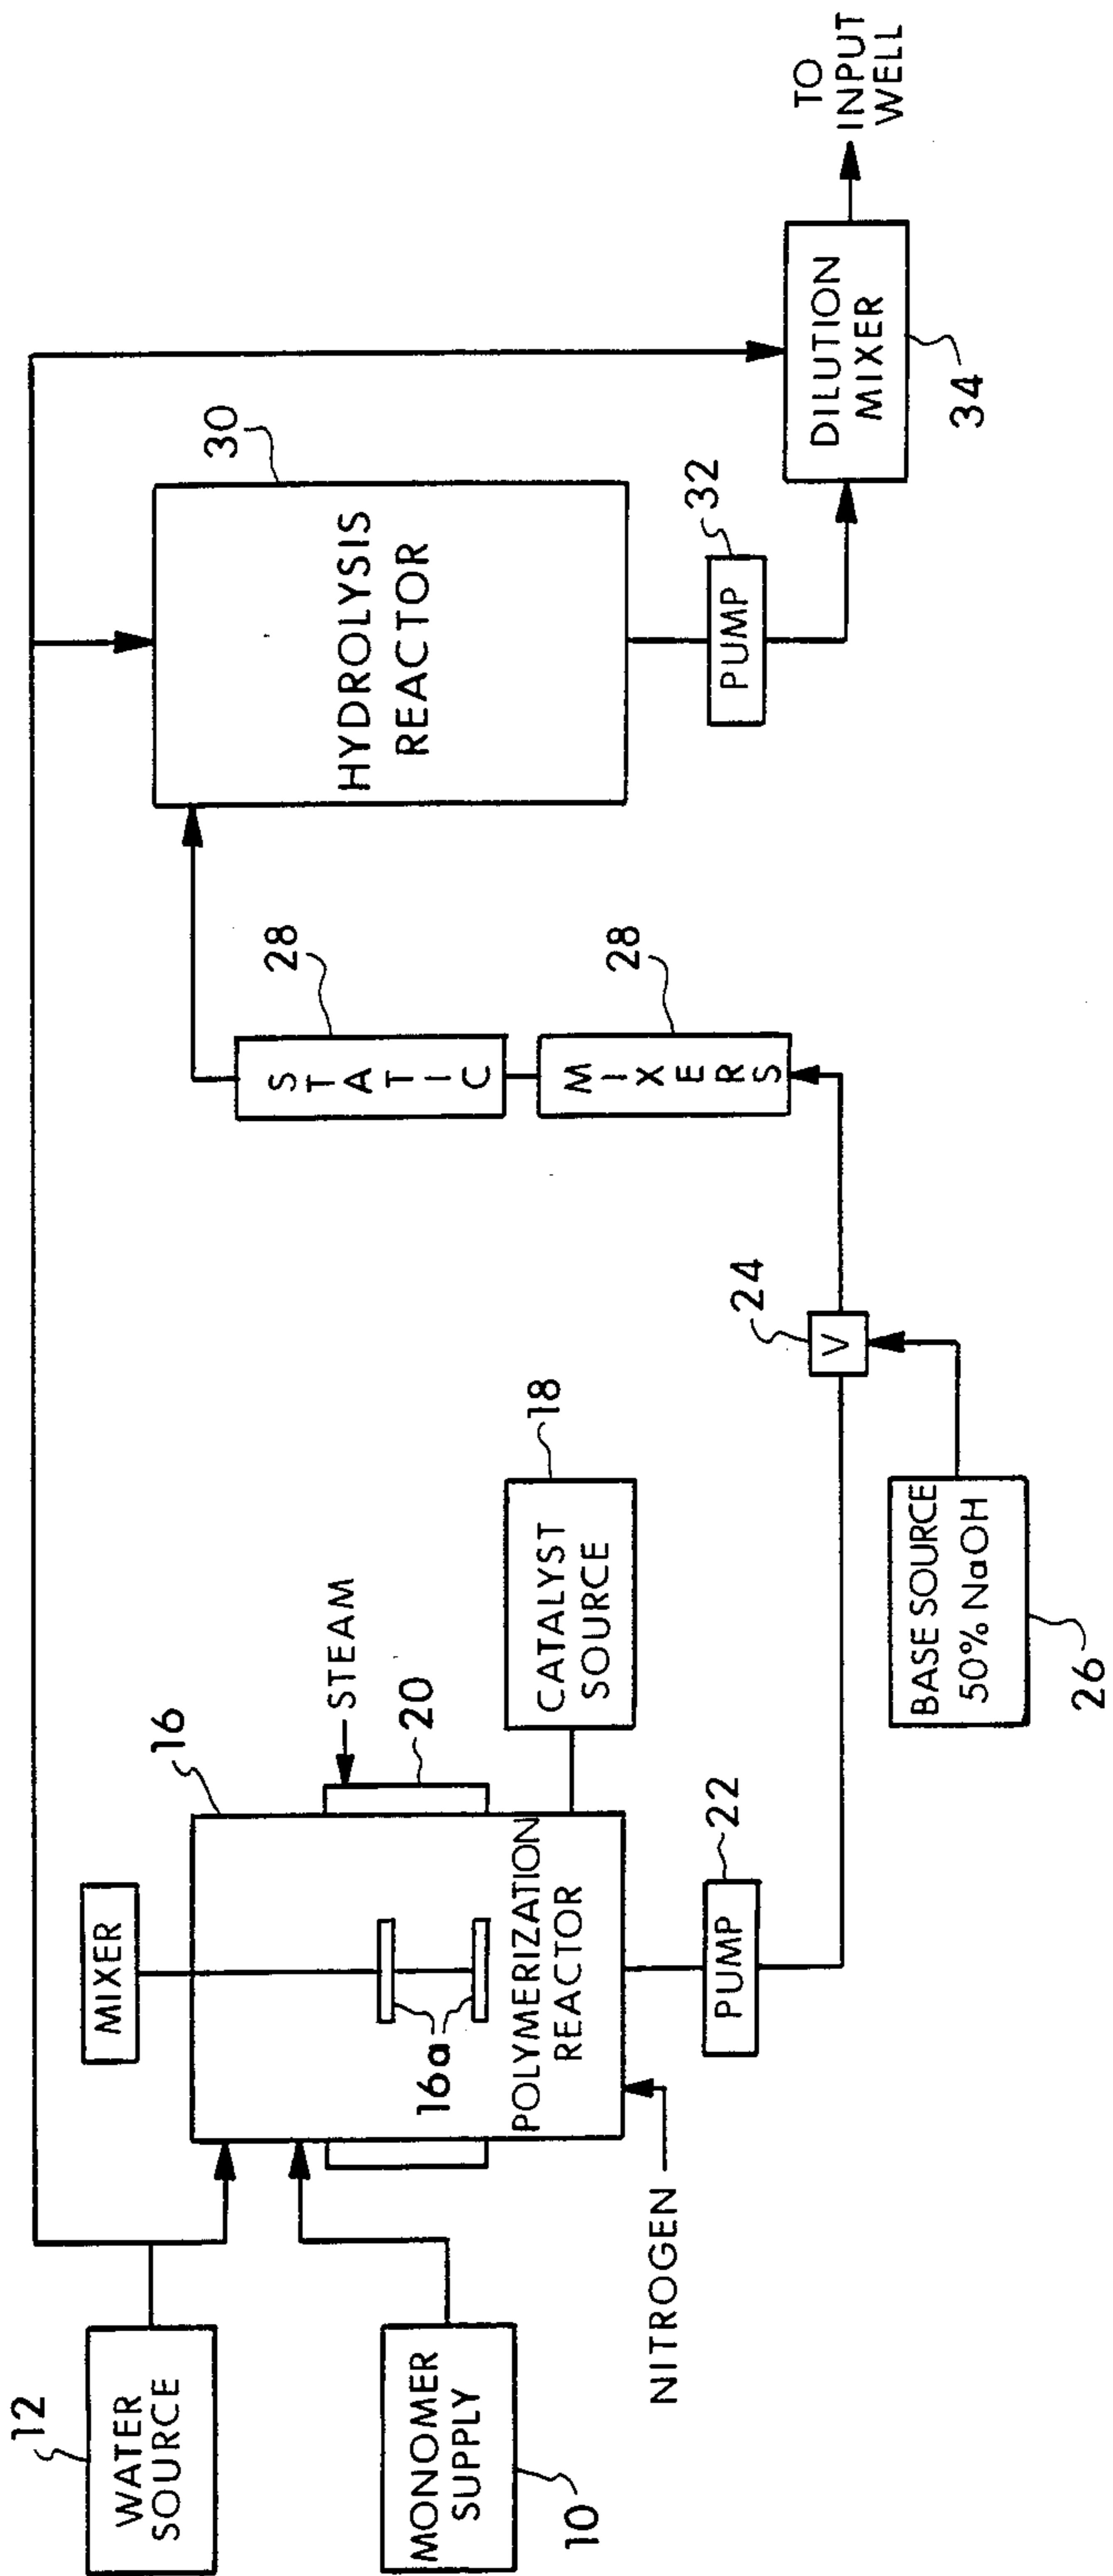 12
WATER
SOURCE
MONOMER
SUPPLY
10
NITROGEN
MIXER
16
STEAM
20
16a
POLYMERIZATION
REACTOR
CATALYST
SOURCE
18
PUMP
22
BASE SOURCE
50% NaOH
26
V
24
STATIC
28
MIXERS
28
HYDROLYSIS
REACTOR
30
PUMP
32
DILUTION
MIXER
34
TO
INPUT
WELL